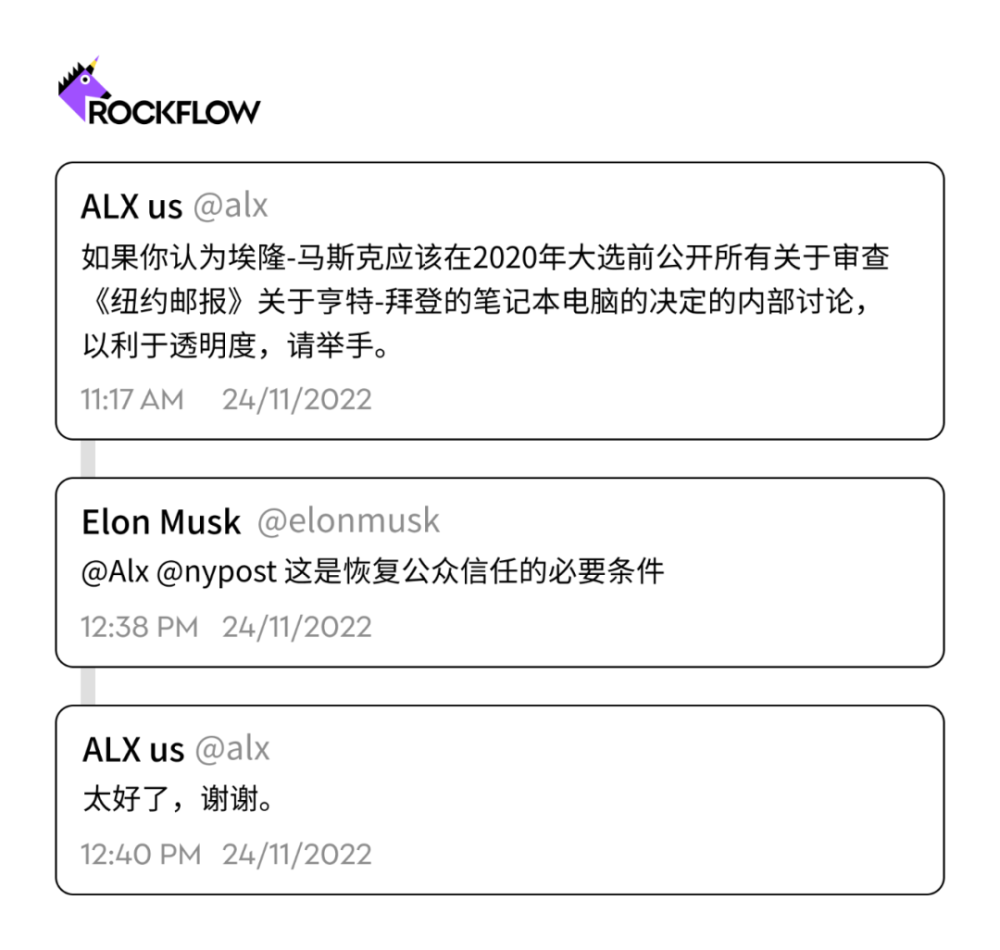 ROCKFLOW
ALX us @alx
如果你认为埃隆-马斯克应该在2020年大选前公开所有关于审查
《纽约邮报》关于亨特-拜登的笔记本电脑的决定的内部讨论，
以利于透明度，请举手。
11:17 AM 24/11/2022
Elon Musk @elonmusk
@Alx @nypost 这是恢复公众信任的必要条件
12:38 PM 24/11/2022
ALX us @alx
太好了，谢谢。
12:40 PM 24/11/2022